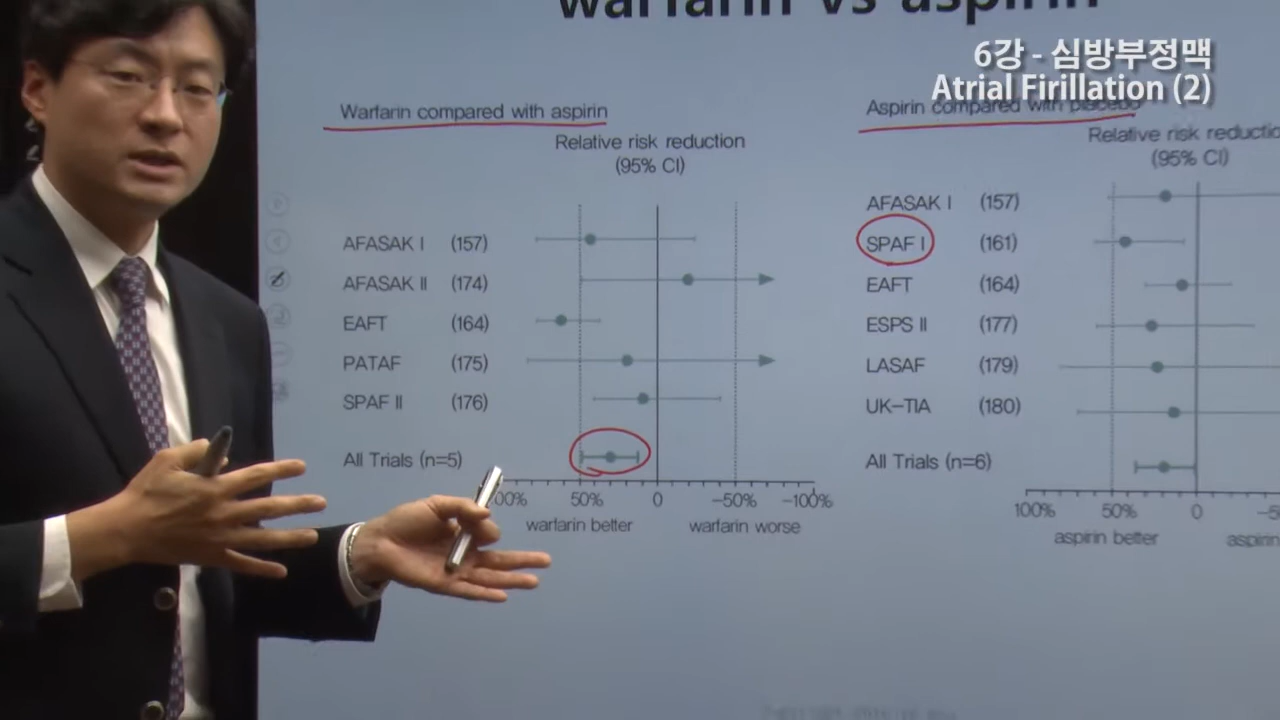 warfarin vs aspirin
6강 - 심방부정맥
Atrial Firillation (2)
Warfarin compared with aspirin
Relative risk reduction
(95% CI)
AFASAK I (157)
AFASAK II (174)
EAFT (164)
PATAF (175)
SPAF II (176)
All Trials (n=5)
100% 50% 0 -50% -100%
warfarin better warfarin worse
Aspirin compared with placebo
Relative risk reductio
(95% CI)
AFASAK I (157)
SPAF I (161)
EAFT (164)
ESPS II (177)
LASAF (179)
UK-TIA (180)
All Trials (n=6)
100% 50% 0 -5
aspirin better aspirin